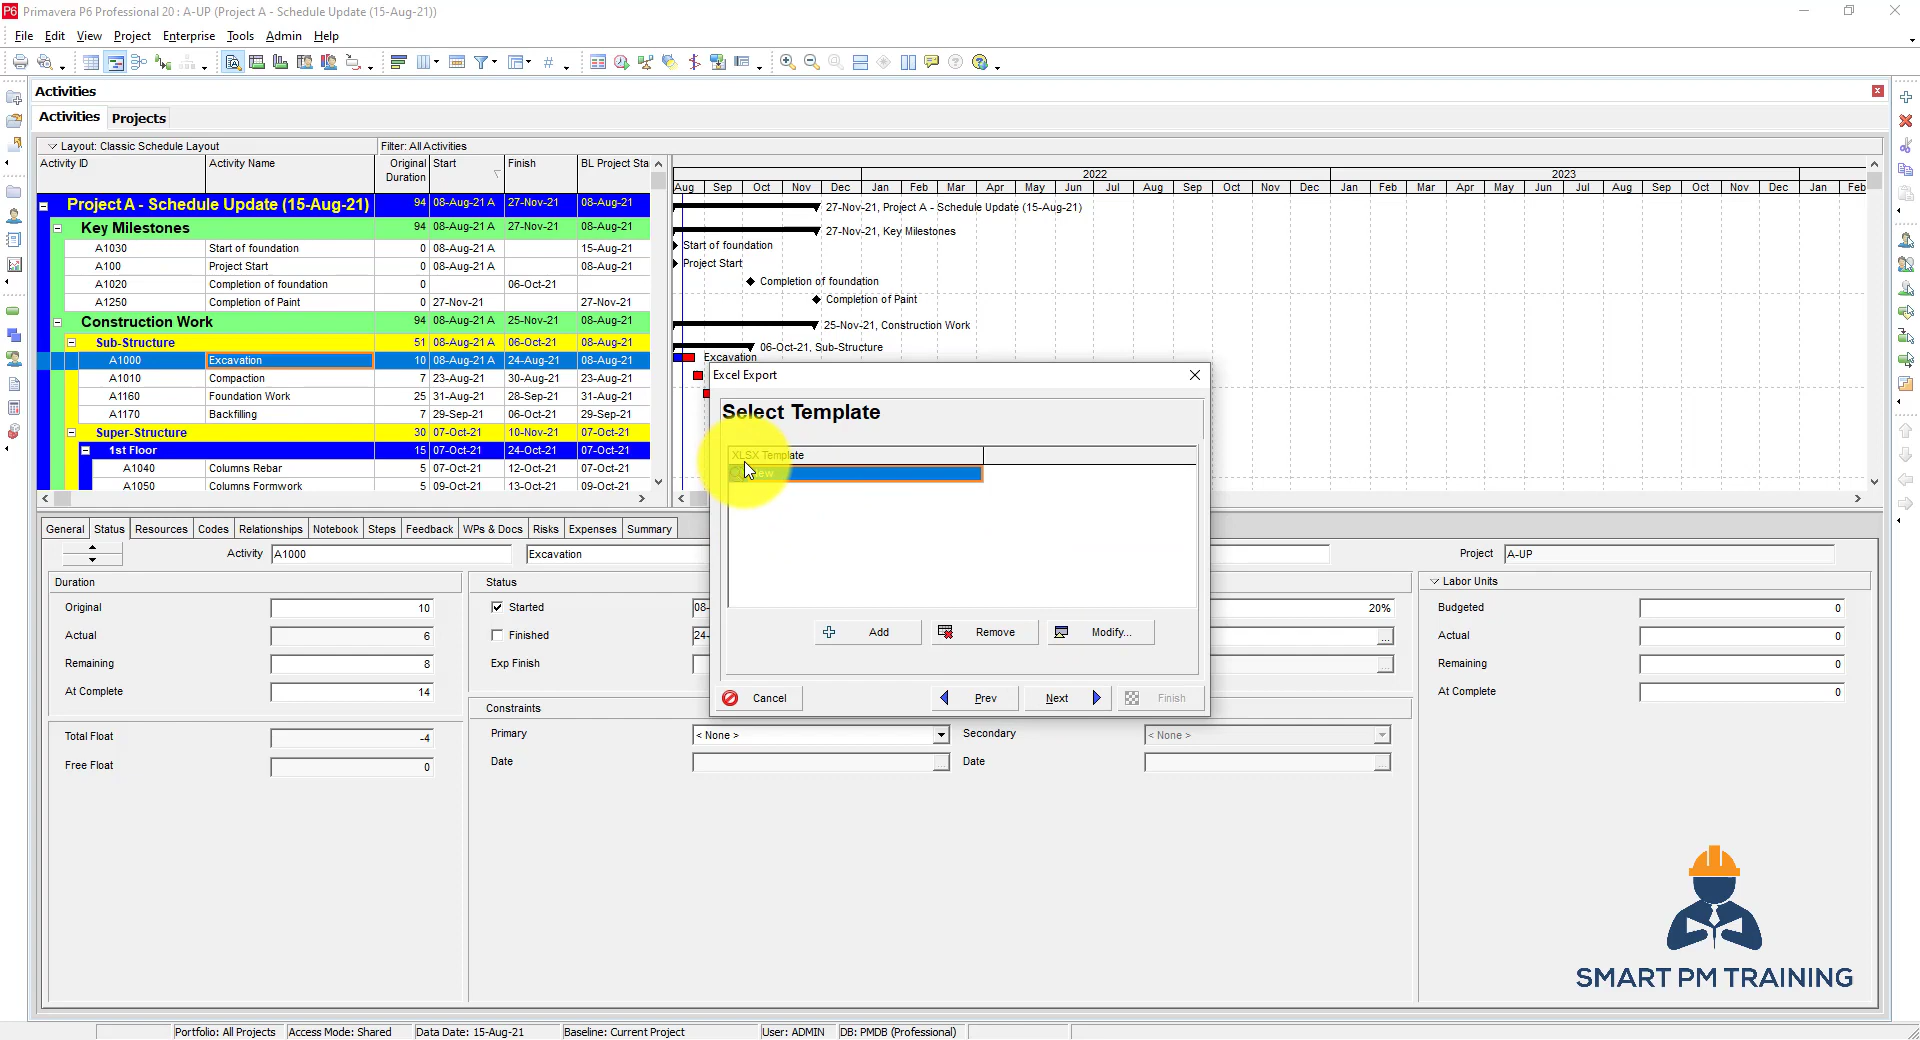 Primavera P6 Professional 20 : A-UP (Project A - Schedule Update (15-Aug-21))
File Edit View Project Enterprise Tools Admin Help
Activities
Activities Projects
Layout: Classic Schedule Layout Filter: All Activities
Activity ID Activity Name Original Duration Start Finish BL Project Sta
2022 2023
Aug Sep Oct Nov Dec Jan Feb Mar Apr May Jun Jul Aug Sep Oct Nov Dec Jan Feb Mar Apr May Jun Jul Aug Sep Oct Nov Dec Jan Feb
Project A - Schedule Update (15-Aug-21) 94 08-Aug-21 A 27-Nov-21 08-Aug-21 27-Nov-21, Project A - Schedule Update (15-Aug-21)
Key Milestones 94 08-Aug-21 A 27-Nov-21 08-Aug-21 27-Nov-21, Key Milestones
A1030 Start of foundation 0 08-Aug-21 A 15-Aug-21 Start of foundation
A100 Project Start 0 08-Aug-21 A 08-Aug-21 Project Start
A1020 Completion of foundation 0 06-Oct-21 Completion of foundation
A1250 Completion of Paint 0 27-Nov-21 27-Nov-21 Completion of Paint
Construction Work 94 08-Aug-21 A 25-Nov-21 08-Aug-21 25-Nov-21, Construction Work
Sub-Structure 51 08-Aug-21 A 06-Oct-21 08-Aug-21 06-Oct-21, Sub-Structure
A1000 Excavation 10 08-Aug-21 A 24-Aug-21 08-Aug-21 Excavation
A1010 Compaction 7 23-Aug-21 30-Aug-21 23-Aug-21
A1160 Foundation Work 25 31-Aug-21 28-Sep-21 31-Aug-21
A1170 Backfilling 7 29-Sep-21 06-Oct-21 29-Sep-21
Super-Structure 30 07-Oct-21 10-Nov-21 07-Oct-21
1st Floor 15 07-Oct-21 24-Oct-21 07-Oct-21
A1040 Columns Rebar 5 07-Oct-21 12-Oct-21 07-Oct-21
A1050 Columns Formwork 5 09-Oct-21 13-Oct-21 09-Oct-21
Excel Export
Select Template
XLSX Template
Add Remove Modify...
Cancel Prev Next Finish
General Status Resources Codes Relationships Notebook Steps Feedback WPs & Docs Risks Expenses Summary
Activity A1000 Excavation Project A-UP
Duration
Original 10
Actual 6
Remaining 8
At Complete 14
Total Float -4
Free Float 0
Status
Started 08- 20%
Finished 24- ...
Exp Finish ...
Constraints
Primary < None > Secondary < None >
Date ... Date ...
Labor Units
Budgeted 0
Actual 0
Remaining 0
At Complete 0
SMART PM TRAINING
Portfolio: All Projects Access Mode: Shared Data Date: 15-Aug-21 Baseline: Current Project User: ADMIN DB: PMDB (Professional)